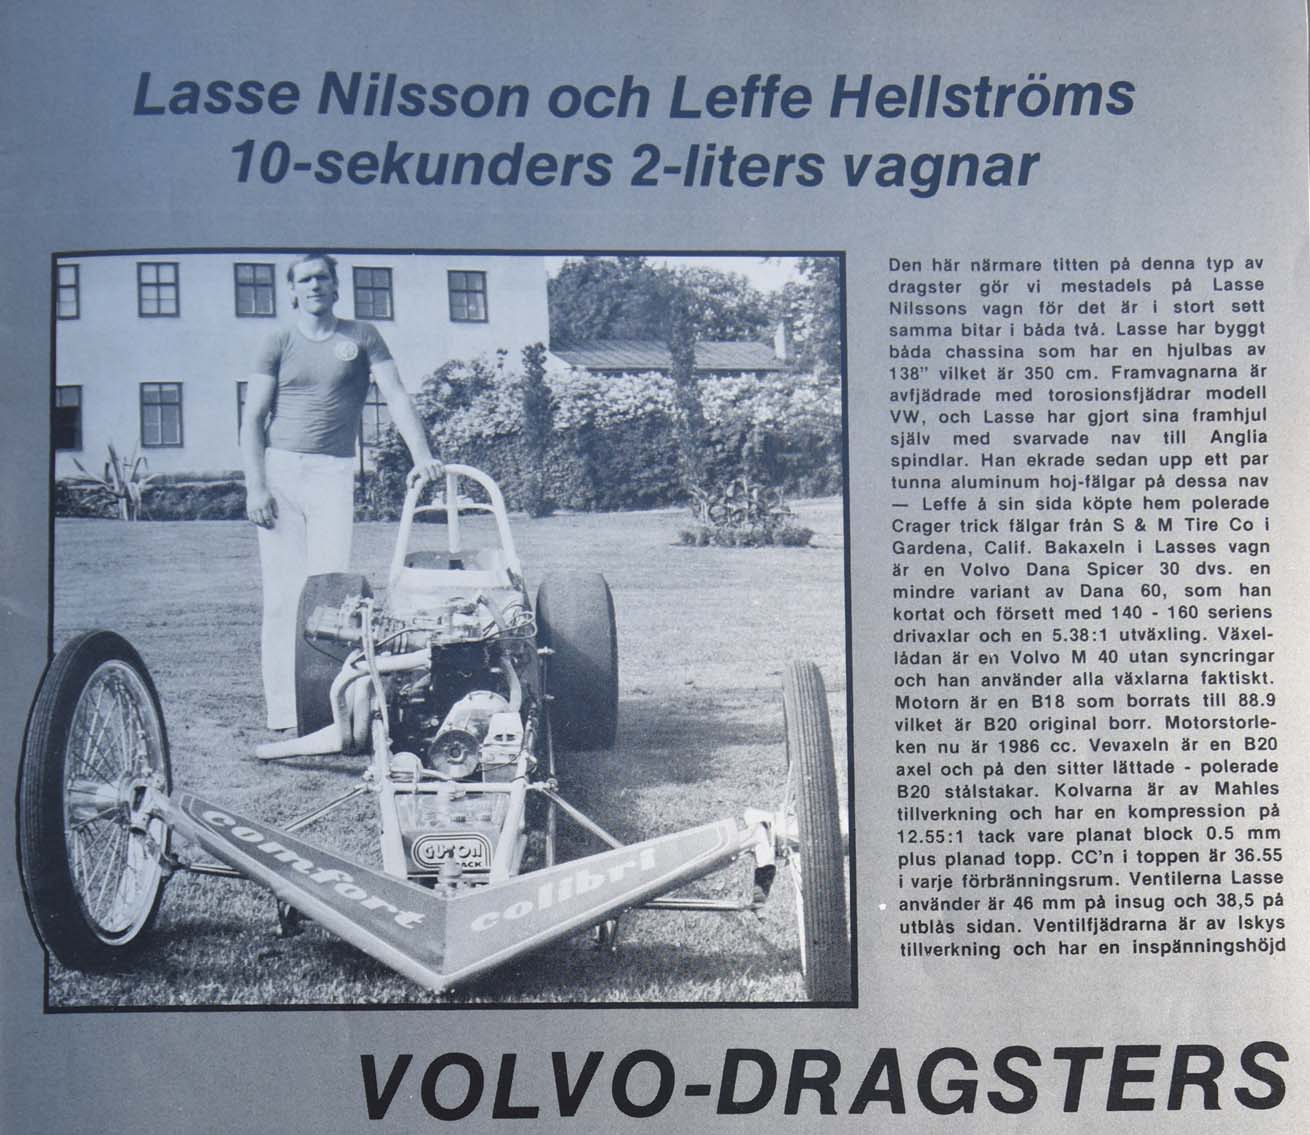 Lasse Nilsson och Leffe Hellströms
10-sekunders 2-liters vagnar
Den här närmare titten på denna typ av
dragster gör vi mestadels på Lasse
Nilssons vagn för det är i stort sett
samma bitar i båda två. Lasse har byggt
båda chassina som har en hjulbas av
138" vilket är 350 cm. Framvagnarna är
avfjädrade med torosionsfjädrar modell
VW, och Lasse har gjort sina framhjul
själv med svarvade nav till Anglia
spindlar. Han ekrade sedan upp ett par
tunna aluminum hoj-fälgar på dessa nav
— Leffe å sin sida köpte hem polerade
Crager trick fälgar från S & M Tire Co i
Gardena, Calif. Bakaxeln i Lasses vagn
är en Volvo Dana Spicer 30 dvs. en
mindre variant av Dana 60, som han
kortat och försett med 140 - 160 seriens
drivaxlar och en 5.38:1 utväxling. Växel-
lådan är en Volvo M 40 utan syncringar
och han använder alla växlarna faktiskt.
Motorn är en B18 som borrats till 88.9
vilket är B20 original borr. Motorstorle-
ken nu är 1986 cc. Vevaxeln är en B20
axel och på den sitter lättade - polerade
B20 stålstakar. Kolvarna är av Mahles
tillverkning och har en kompression på
12.55:1 tack vare planat block 0.5 mm
plus planad topp. CC'n i toppen är 36.55
i varje förbränningsrum. Ventilerna Lasse
använder är 46 mm på insug och 38,5 på
utblås sidan. Ventilfjädrarna är av Iskys
tillverkning och har en inspänningshöjd
comfort colibri
VOLVO-DRAGSTERS